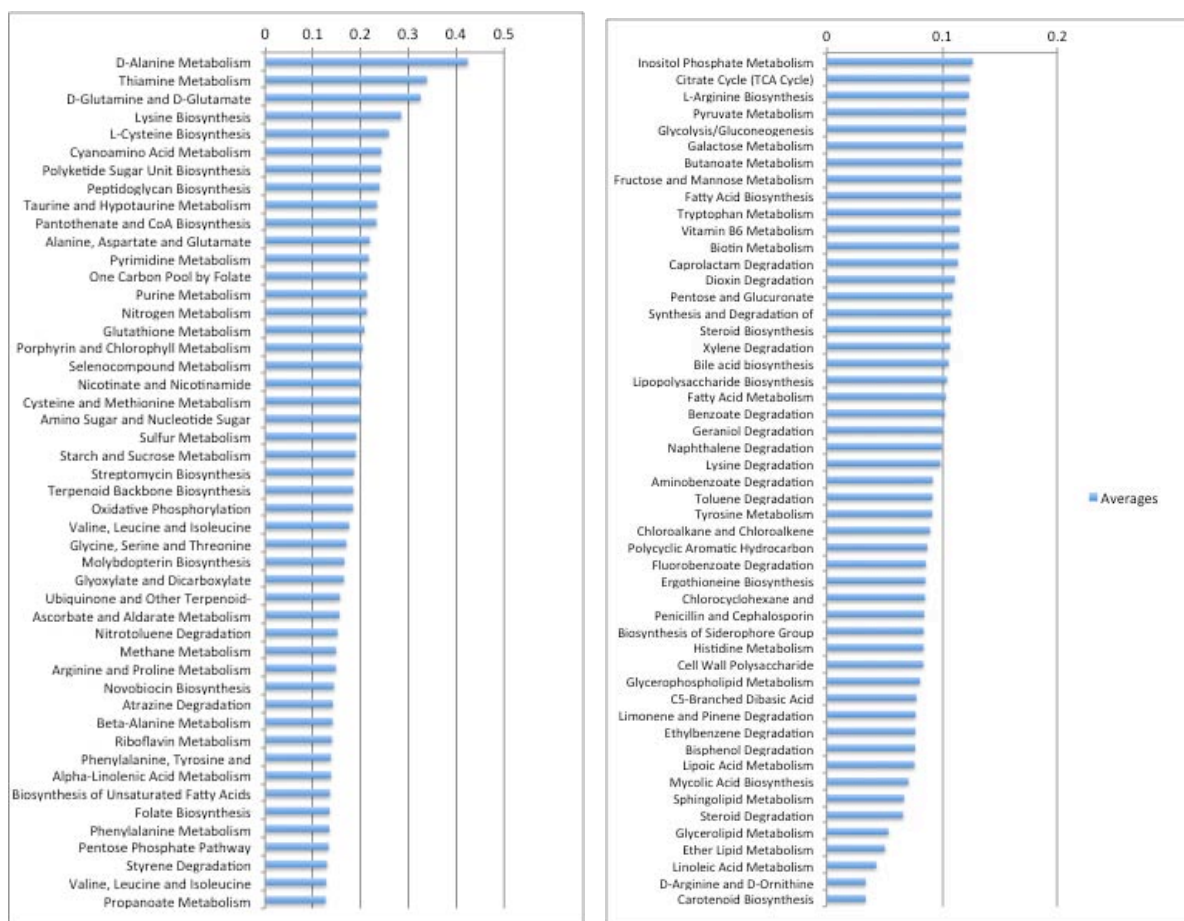 0 0.1 0.2 0.3 0.4 0.5
D-Alanine Metabolism
Thiamine Metabolism
D-Glutamine and D-Glutamate
Lysine Biosynthesis
L-Cysteine Biosynthesis
Cyanoamino Acid Metabolism
Polyketide Sugar Unit Biosynthesis
Peptidoglycan Biosynthesis
Taurine and Hypotaurine Metabolism
Pantothenate and CoA Biosynthesis
Alanine, Aspartate and Glutamate
Pyrimidine Metabolism
One Carbon Pool by Folate
Purine Metabolism
Nitrogen Metabolism
Glutathione Metabolism
Porphyrin and Chlorophyll Metabolism
Selenocompound Metabolism
Nicotinate and Nicotinamide
Cysteine and Methionine Metabolism
Amino Sugar and Nucleotide Sugar
Sulfur Metabolism
Starch and Sucrose Metabolism
Streptomycin Biosynthesis
Terpenoid Backbone Biosynthesis
Oxidative Phosphorylation
Valine, Leucine and Isoleucine
Glycine, Serine and Threonine
Molybdopterin Biosynthesis
Glyoxylate and Dicarboxylate
Ubiquinone and Other Terpenoid-
Ascorbate and Aldarate Metabolism
Nitrotoluene Degradation
Methane Metabolism
Arginine and Proline Metabolism
Novobiocin Biosynthesis
Atrazine Degradation
Beta-Alanine Metabolism
Riboflavin Metabolism
Phenylalanine, Tyrosine and
Alpha-Linolenic Acid Metabolism
Biosynthesis of Unsaturated Fatty Acids
Folate Biosynthesis
Phenylalanine Metabolism
Pentose Phosphate Pathway
Styrene Degradation
Valine, Leucine and Isoleucine
Propanoate Metabolism
0 0.1 0.2
Inositol Phosphate Metabolism
Citrate Cycle (TCA Cycle)
L-Arginine Biosynthesis
Pyruvate Metabolism
Glycolysis/Gluconeogenesis
Galactose Metabolism
Butanoate Metabolism
Fructose and Mannose Metabolism
Fatty Acid Biosynthesis
Tryptophan Metabolism
Vitamin B6 Metabolism
Biotin Metabolism
Caprolactam Degradation
Dioxin Degradation
Pentose and Glucuronate
Synthesis and Degradation of
Steroid Biosynthesis
Xylene Degradation
Bile acid biosynthesis
Lipopolysaccharide Biosynthesis
Fatty Acid Metabolism
Benzoate Degradation
Geraniol Degradation
Naphthalene Degradation
Lysine Degradation
Aminobenzoate Degradation
Toluene Degradation
Tyrosine Metabolism
Chloroalkane and Chloroalkene
Polycyclic Aromatic Hydrocarbon
Fluorobenzoate Degradation
Ergothioneine Biosynthesis
Chlorocyclohexane and
Penicillin and Cephalosporin
Biosynthesis of Siderophore Group
Histidine Metabolism
Cell Wall Polysaccharide
Glycerophospholipid Metabolism
C5-Branched Dibasic Acid
Limonene and Pinene Degradation
Ethylbenzene Degradation
Bisphenol Degradation
Lipoic Acid Metabolism
Mycolic Acid Biosynthesis
Sphingolipid Metabolism
Steroid Degradation
Glycerolipid Metabolism
Ether Lipid Metabolism
Linoleic Acid Metabolism
D-Arginine and D-Ornithine
Carotenoid Biosynthesis
Averages